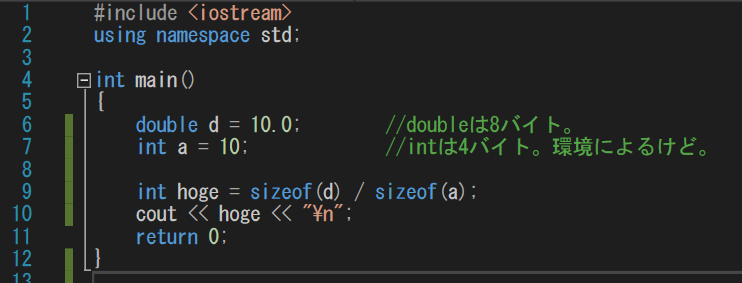 1 #include <iostream>
2 using namespace std;
3
4 int main()
5 {
6 double d = 10.0; //doubleは8バイト。
7 int a = 10; //intは4バイト。環境によるけど。
8
9 int hoge = sizeof(d) / sizeof(a);
10 cout << hoge << "¥n";
11 return 0;
12 }
13